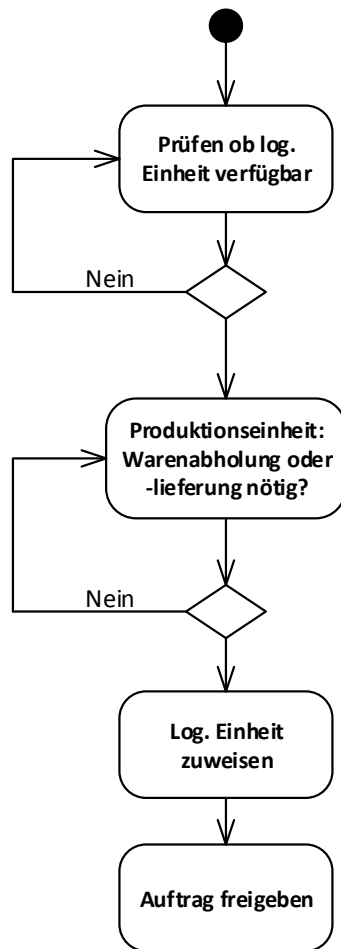 Prüfen ob log.
Einheit verfügbar
Nein
Produktionseinheit:
Warenabholung oder
-lieferung nötig?
Nein
Log. Einheit
zuweisen
Auftrag freigeben